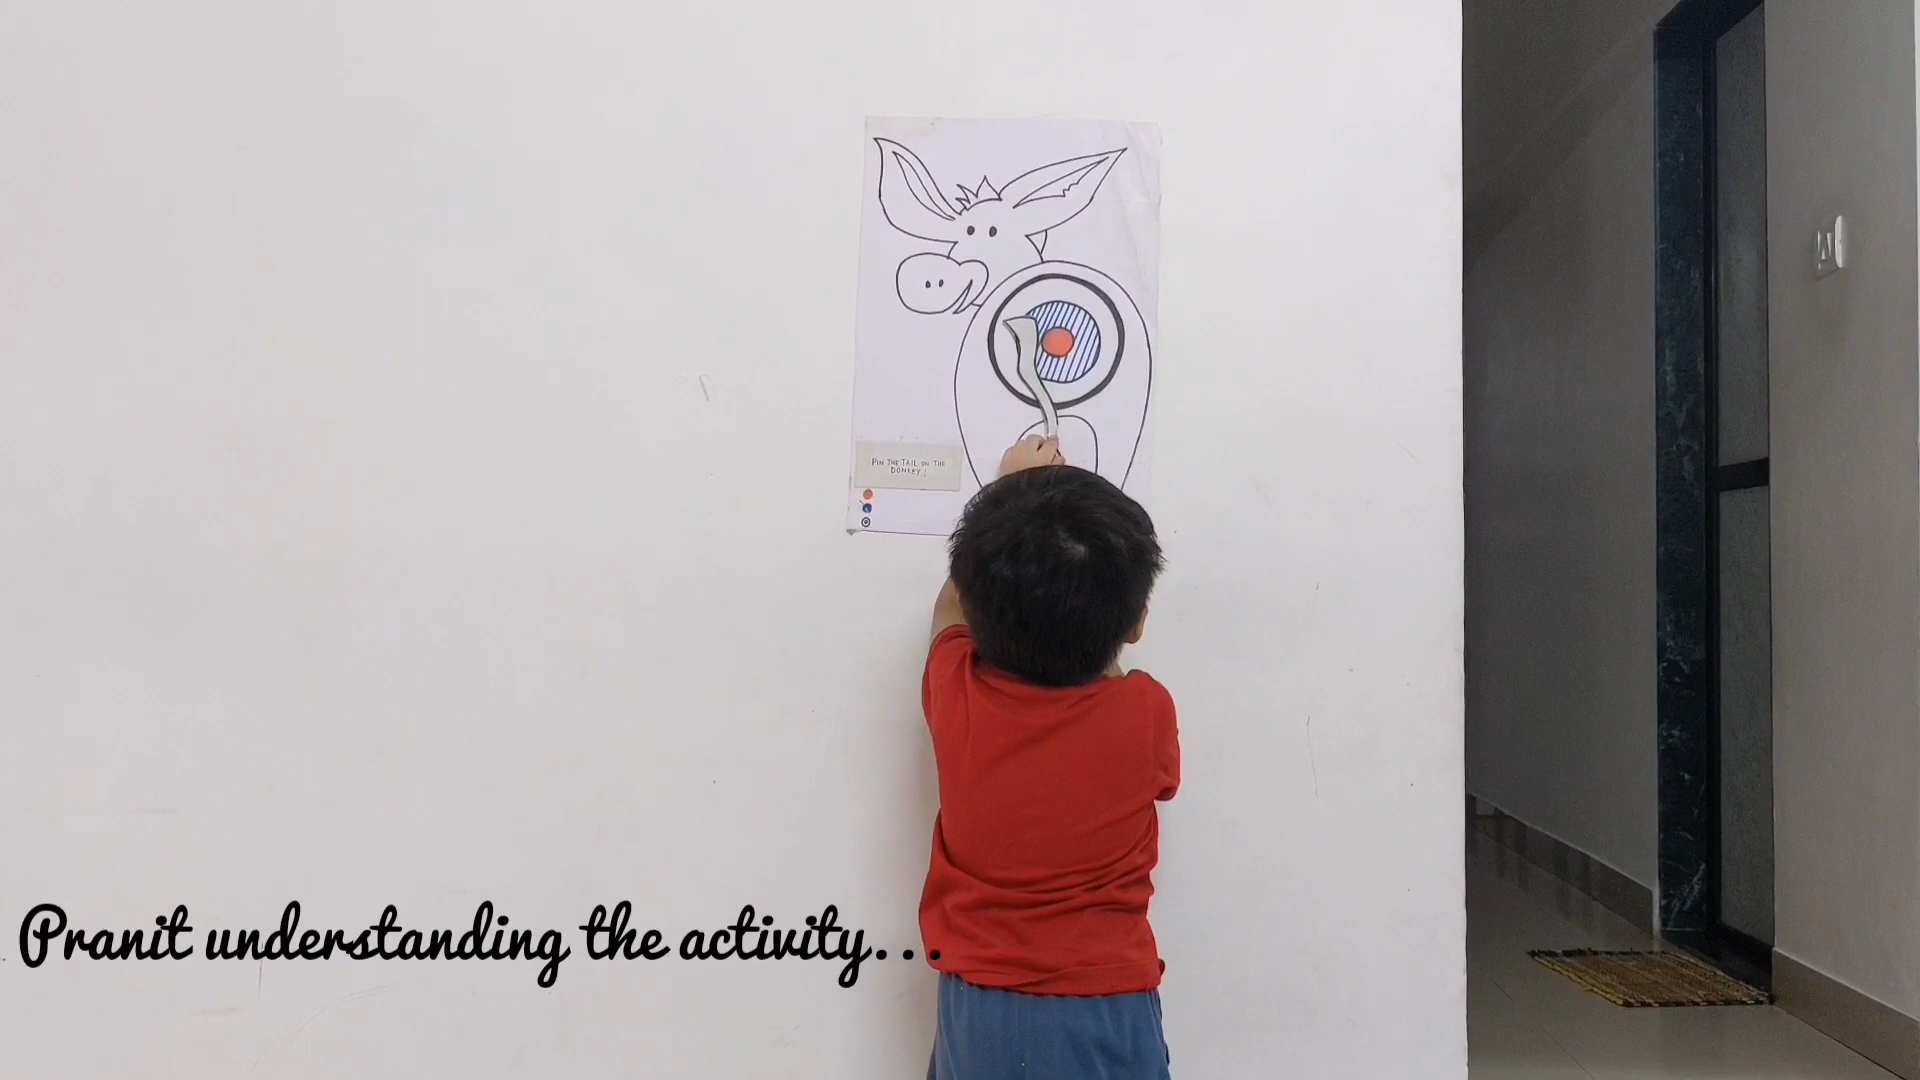 PIN THE TAIL ON THE
DONKEY!
Pranit understanding the activity...